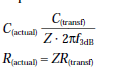 C(actual) C(transf) / Z · 2πf3dB
R(actual) = ZR(transf)